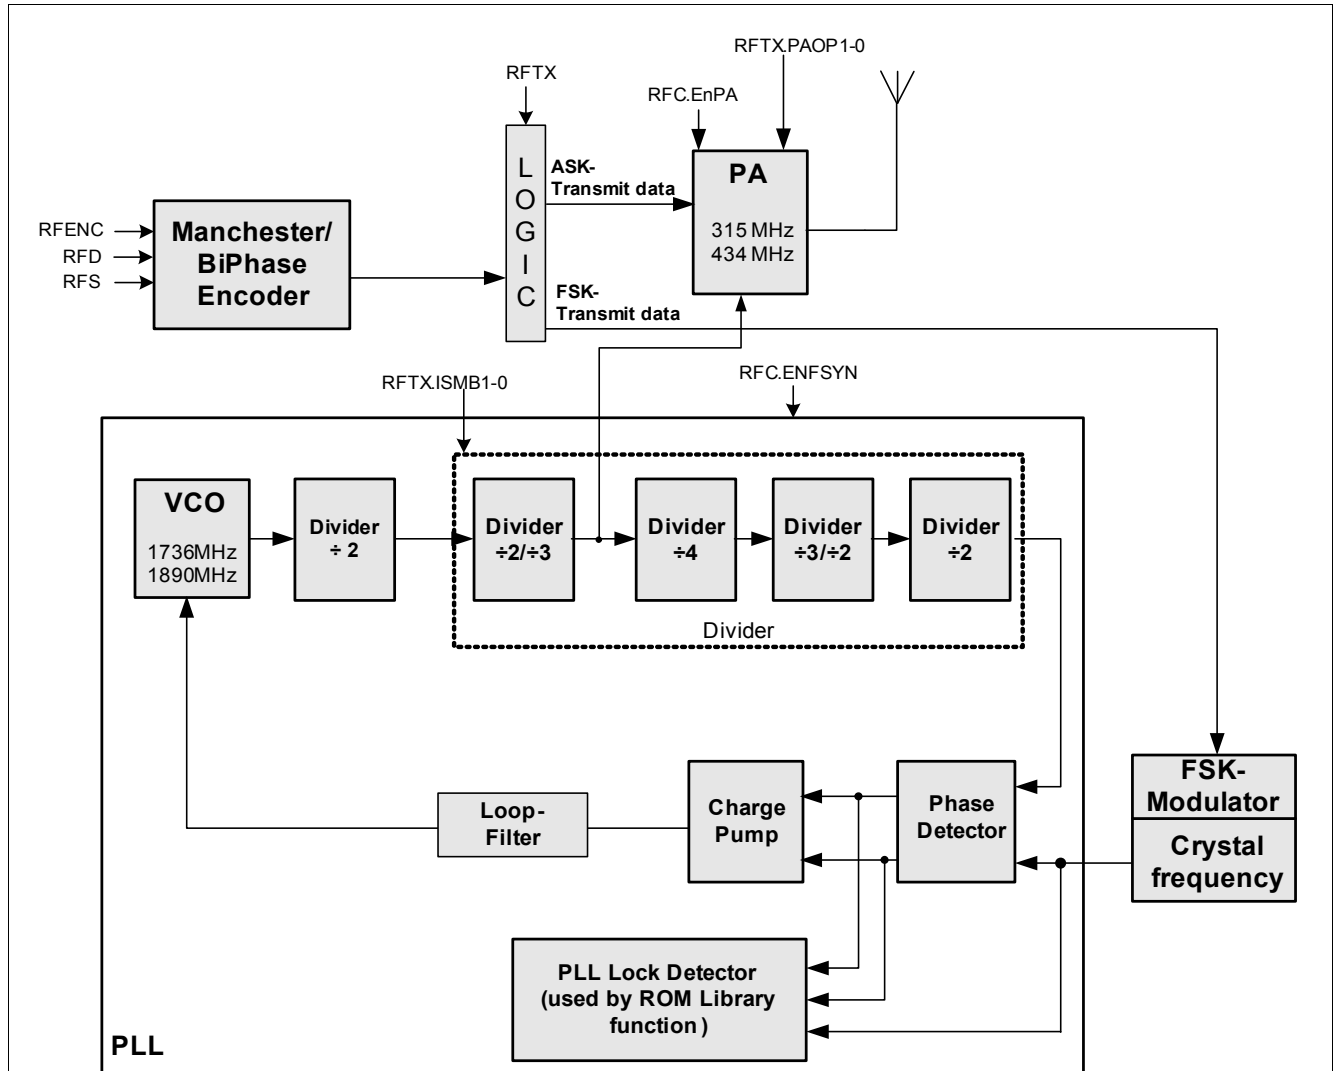 RFTX.PAOP1-0
RFTX
RFC.EnPA
LOGIC
ASK-
Transmit data
PA
315 MHz
434 MHz
RFENC
RFD
RFS
Manchester/
BiPhase
Encoder
FSK-
Transmit data
RFTX.ISMB1-0
RFC.ENFSYN
VCO
1736MHz
1890MHz
Divider
÷ 2
Divider
÷2/÷3
Divider
÷4
Divider
÷3/÷2
Divider
÷2
Divider
Loop-
Filter
Charge
Pump
Phase
Detector
FSK-
Modulator
Crystal
frequency
PLL Lock Detector
(used by ROM Library
function)
PLL